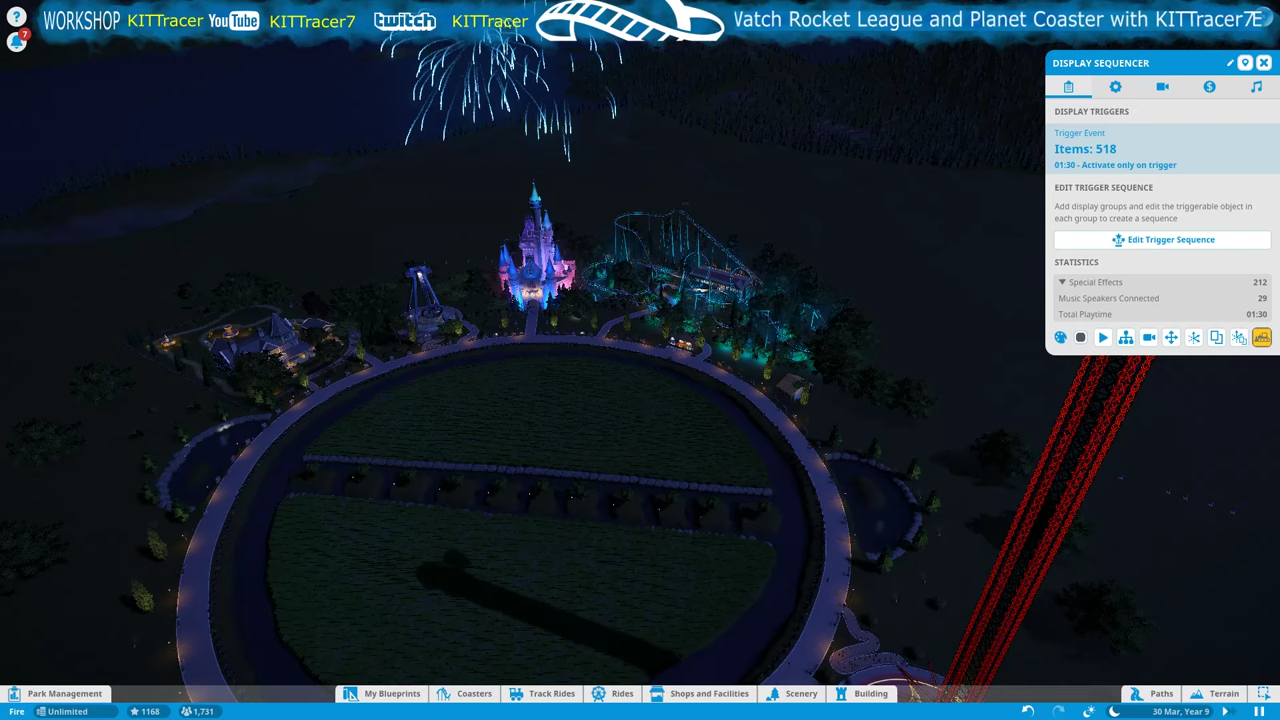 WORKSHOP KITTracer YouTube KITTracer7 twitch KITTracer
Vatch Rocket League and Planet Coaster with KITTracer7E
?
7
DISPLAY SEQUENCER
DISPLAY TRIGGERS
Trigger Event
Items: 518
01:30 - Activate only on trigger
EDIT TRIGGER SEQUENCE
Add display groups and edit the triggerable object in
each group to create a sequence
Edit Trigger Sequence
STATISTICS
Special Effects 212
Music Speakers Connected 29
Total Playtime 01:30
Park Management
My Blueprints
Coasters
Track Rides
Rides
Shops and Facilities
Scenery
Building
Paths
Terrain
Fire
Unlimited
1168
1,731
30 Mar, Year 9